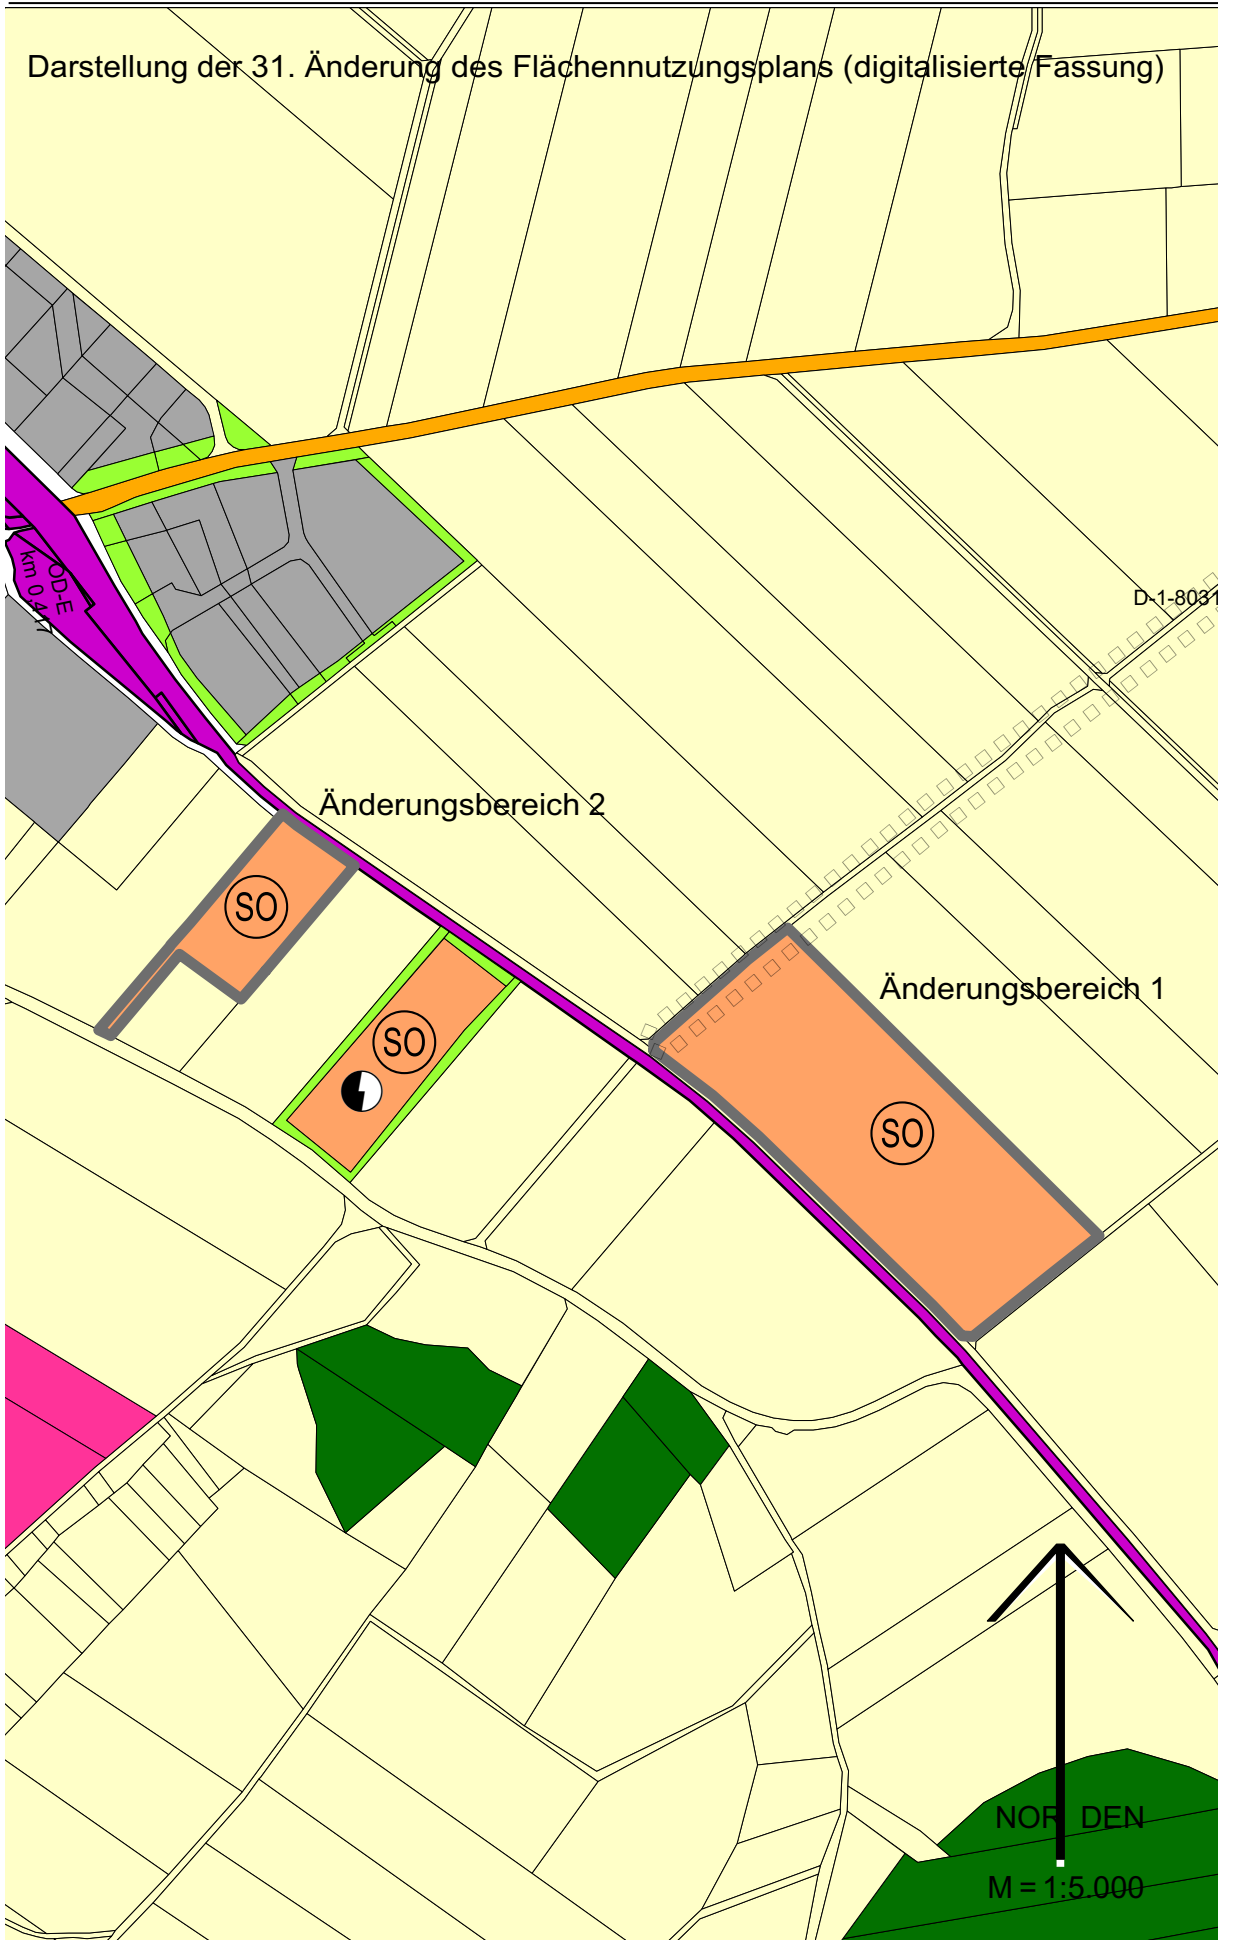 Darstellung der 31. Änderung des Flächennutzungsplans (digitalisierte Fassung)
OD-E
km 0.417
D-1-8031
Änderungsbereich 2
SO
Änderungsbereich 1
SO
SO
NOR DEN
M = 1:5.000